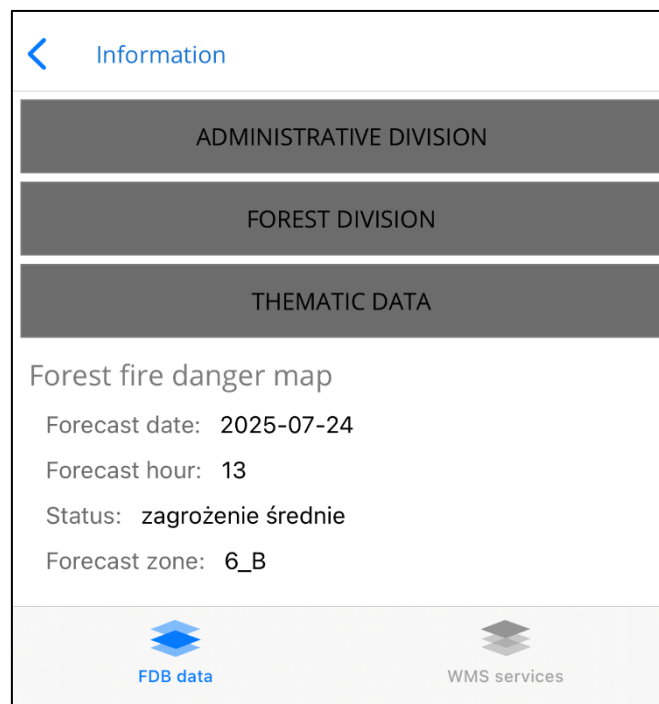 Information
ADMINISTRATIVE DIVISION
FOREST DIVISION
THEMATIC DATA
Forest fire danger map
Forecast date: 2025-07-24
Forecast hour: 13
Status: zagrożenie średnie
Forecast zone: 6_B
FDB data WMS services